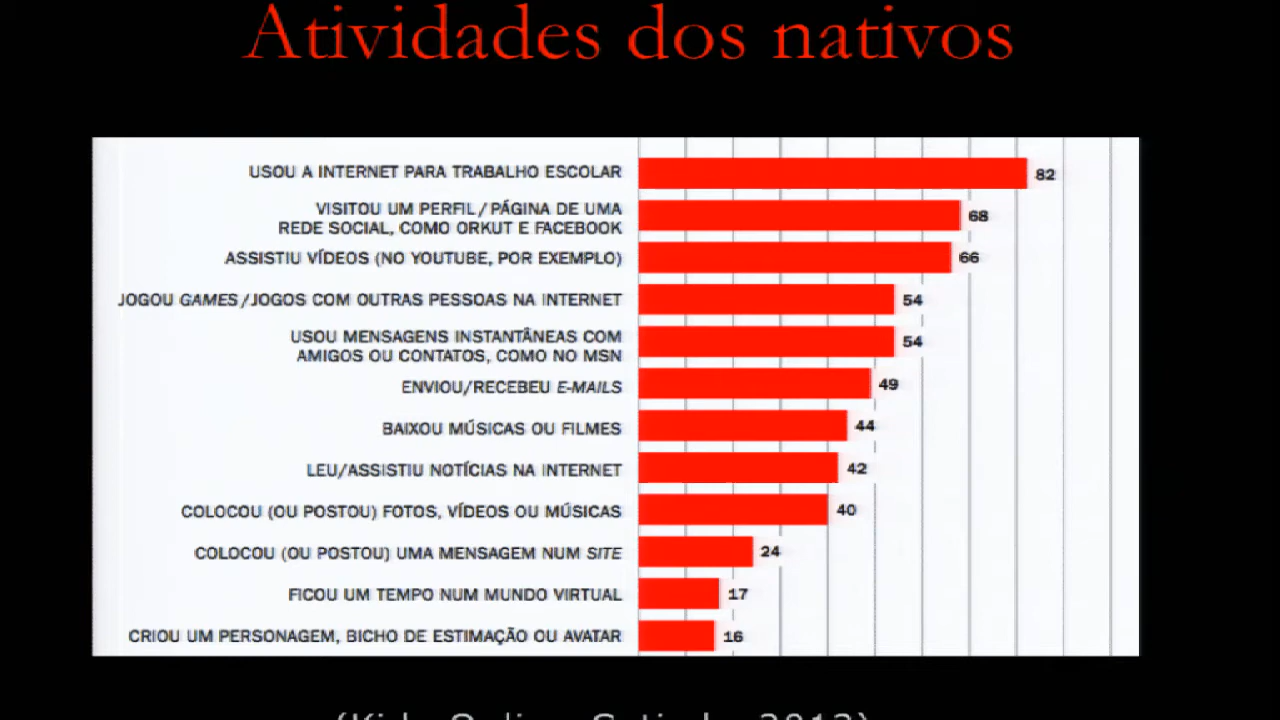 Atividades dos nativos
USOU A INTERNET PARA TRABALHO ESCOLAR 82
VISITOU UM PERFIL/PÁGINA DE UMA
REDE SOCIAL, COMO ORKUT E FACEBOOK 68
ASSISTIU VÍDEOS (NO YOUTUBE, POR EXEMPLO) 66
JOGOU GAMES/JOGOS COM OUTRAS PESSOAS NA INTERNET 54
USOU MENSAGENS INSTANTÂNEAS COM
AMIGOS OU CONTATOS, COMO NO MSN 54
ENVIOU/RECEBEU E-MAILS 49
BAIXOU MÚSICAS OU FILMES 44
LEU/ASSISTIU NOTÍCIAS NA INTERNET 42
COLOCOU (OU POSTOU) FOTOS, VÍDEOS OU MÚSICAS 40
COLOCOU (OU POSTOU) UMA MENSAGEM NUM SITE 24
FICOU UM TEMPO NUM MUNDO VIRTUAL 17
CRIOU UM PERSONAGEM, BICHO DE ESTIMAÇÃO OU AVATAR 16